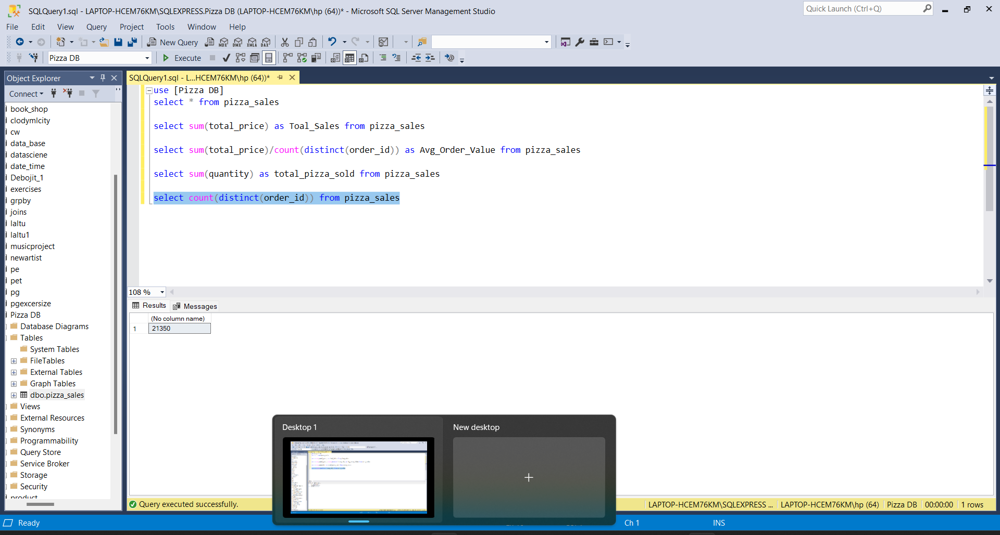 SQLQuery1.sql - LAPTOP-HCEM76KM\SQLEXPRESS.Pizza DB (LAPTOP-HCEM76KM\hp (64))* - Microsoft SQL Server Management Studio
Quick Launch (Ctrl+Q)
File Edit View Query Project Tools Window Help
New Query MDX DMX XMLA DAX
Pizza DB Execute
Object Explorer
SQLQuery1.sql - L...HCEM76KM\hp (64))*
Connect
book_shop
clodymlcity
cw
data_base
datasciene
date_time
Debojit_1
exercises
grpby
joins
laltu
laltu1
musicproject
newartist
pe
pet
pg
pgexcersize
Pizza DB
Database Diagrams
Tables
System Tables
FileTables
External Tables
Graph Tables
dbo.pizza_sales
Views
External Resources
Synonyms
Programmability
Query Store
Service Broker
Storage
Security
product
use [Pizza DB]
select * from pizza_sales
select sum(total_price) as Toal_Sales from pizza_sales
select sum(total_price)/count(distinct(order_id)) as Avg_Order_Value from pizza_sales
select sum(quantity) as total_pizza_sold from pizza_sales
select count(distinct(order_id)) from pizza_sales
108 %
Results Messages
(No column name)
1 21350
Desktop 1 New desktop
Query executed successfully.
LAPTOP-HCEM76KM\SQLEXPRESS ... LAPTOP-HCEM76KM\hp (64) Pizza DB 00:00:00 1 rows
Ready Ch 1 INS